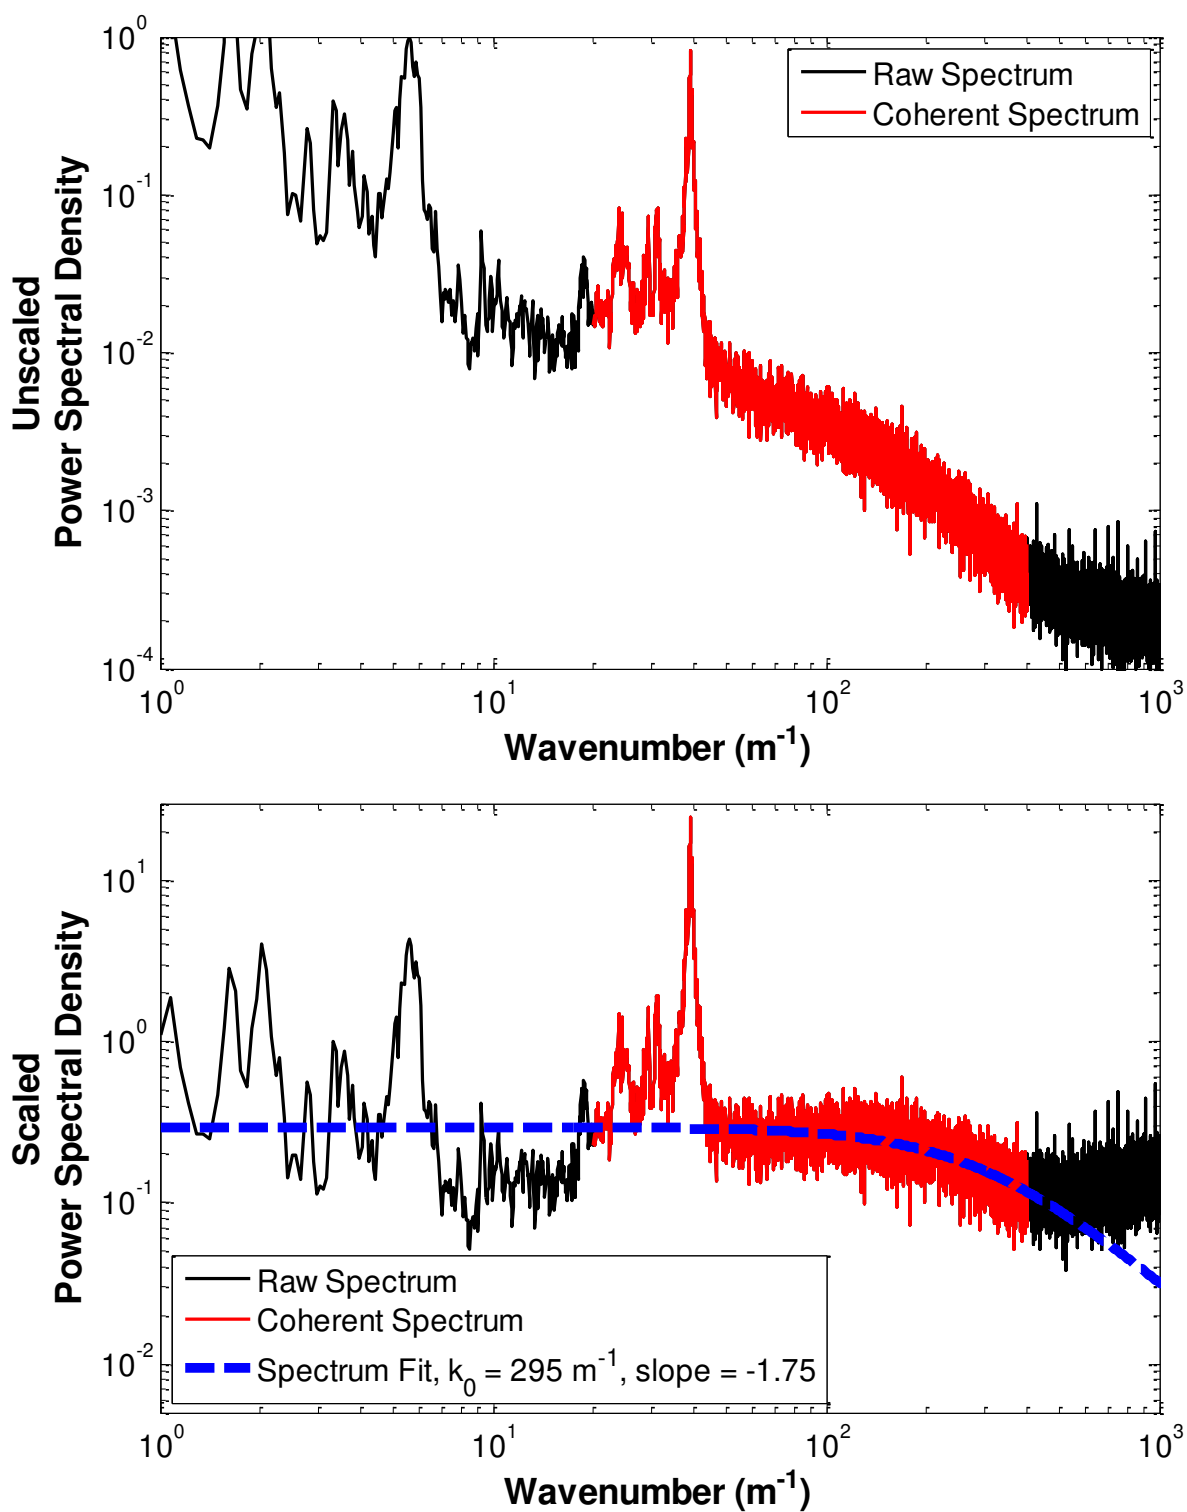 10^0
10^-1
10^-2
10^-3
10^-4
Unscaled
Power Spectral Density
Raw Spectrum
Coherent Spectrum
10^0 10^1 10^2 10^3
Wavenumber (m^-1)
10^1
10^0
10^-1
10^-2
Scaled
Power Spectral Density
Raw Spectrum
Coherent Spectrum
Spectrum Fit, k_0 = 295 m^-1, slope = -1.75
10^0 10^1 10^2 10^3
Wavenumber (m^-1)